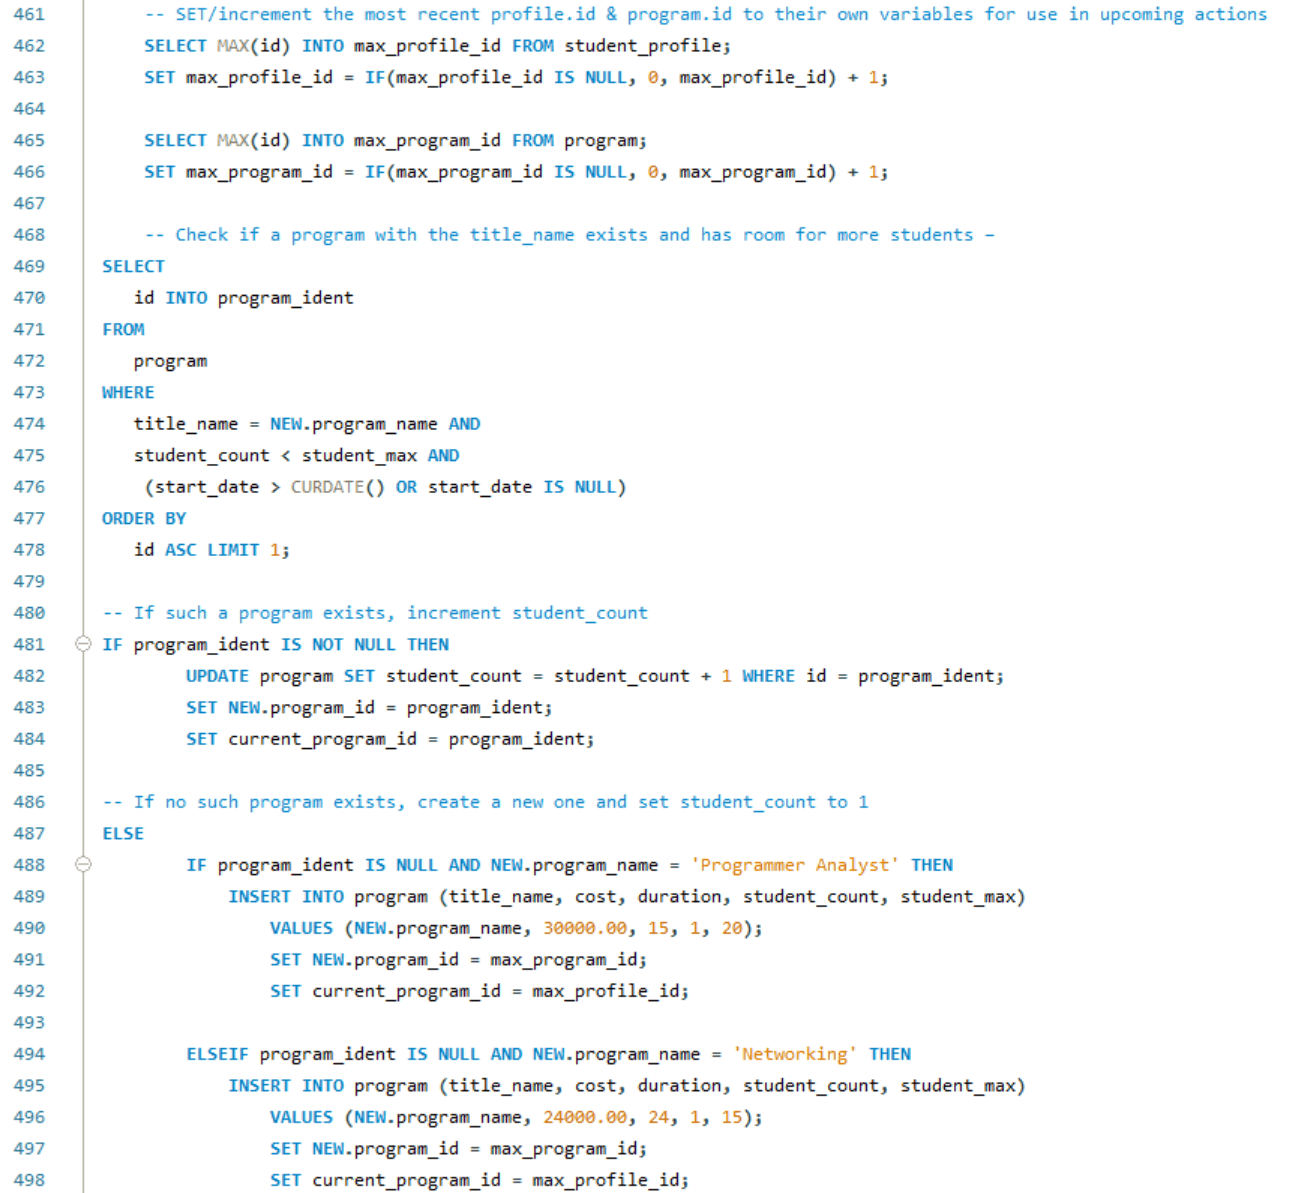 461 -- SET/increment the most recent profile.id & program.id to their own variables for use in upcoming actions
462 SELECT MAX(id) INTO max_profile_id FROM student_profile;
463 SET max_profile_id = IF(max_profile_id IS NULL, 0, max_profile_id) + 1;
464
465 SELECT MAX(id) INTO max_program_id FROM program;
466 SET max_program_id = IF(max_program_id IS NULL, 0, max_program_id) + 1;
467
468 -- Check if a program with the title_name exists and has room for more students –
469 SELECT
470 id INTO program_ident
471 FROM
472 program
473 WHERE
474 title_name = NEW.program_name AND
475 student_count < student_max AND
476 (start_date > CURDATE() OR start_date IS NULL)
477 ORDER BY
478 id ASC LIMIT 1;
479
480 -- If such a program exists, increment student_count
481 IF program_ident IS NOT NULL THEN
482 UPDATE program SET student_count = student_count + 1 WHERE id = program_ident;
483 SET NEW.program_id = program_ident;
484 SET current_program_id = program_ident;
485
486 -- If no such program exists, create a new one and set student_count to 1
487 ELSE
488 IF program_ident IS NULL AND NEW.program_name = 'Programmer Analyst' THEN
489 INSERT INTO program (title_name, cost, duration, student_count, student_max)
490 VALUES (NEW.program_name, 30000.00, 15, 1, 20);
491 SET NEW.program_id = max_program_id;
492 SET current_program_id = max_profile_id;
493
494 ELSEIF program_ident IS NULL AND NEW.program_name = 'Networking' THEN
495 INSERT INTO program (title_name, cost, duration, student_count, student_max)
496 VALUES (NEW.program_name, 24000.00, 24, 1, 15);
497 SET NEW.program_id = max_program_id;
498 SET current_program_id = max_profile_id;